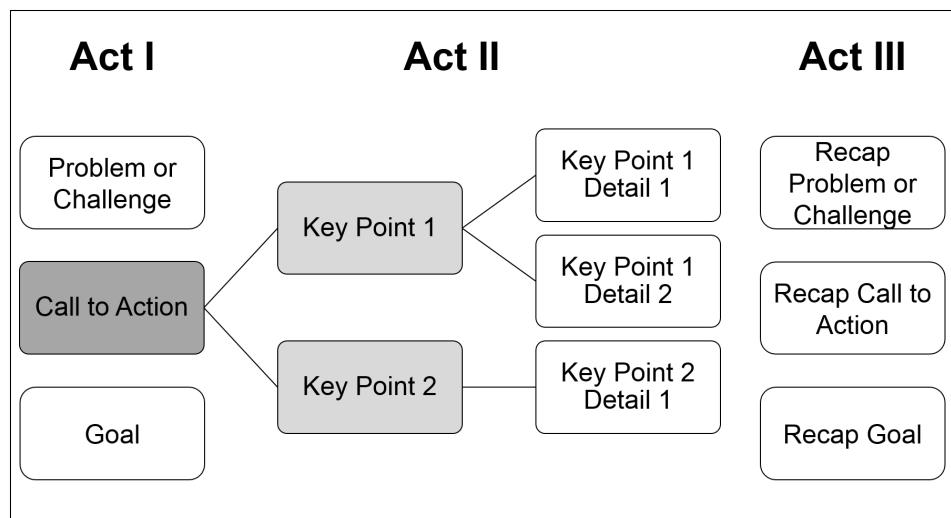 Act I
Act II
Act III
Problem or
Challenge
Call to Action
Goal
Key Point 1
Key Point 2
Key Point 1
Detail 1
Key Point 1
Detail 2
Key Point 2
Detail 1
Recap
Problem or
Challenge
Recap Call to
Action
Recap Goal